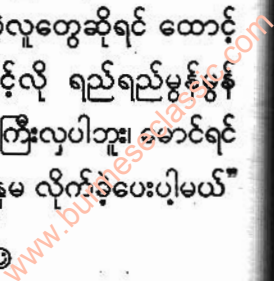 လူတွေဆိုရင် ထောင့်
င့်လို ရည်ရည်မွန်မွန်
ကြီးလှပါဘူး၊ မောင်ရင်
မှ လိုက်ခဲ့ပေးပါ့မယ်"
www.burmeseclassic.com